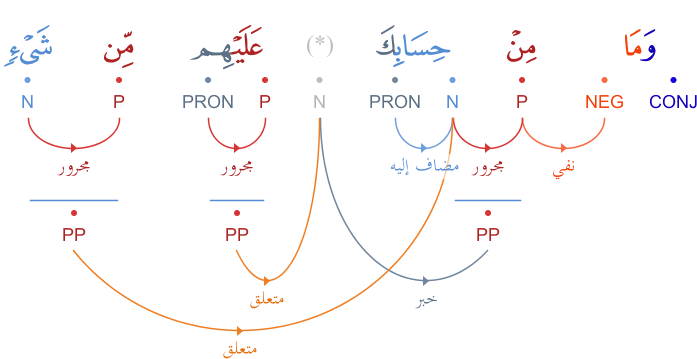 وَمَا مِنۡ حِسَابِكَ (*) عَلَيۡهِم مِّن شَيۡءٖ
CONJ NEG P N PRON N P PRON P N
نفي مجرور مضاف إليه مجرور مجرور
PP PP PP
خبر متعلق
متعلق